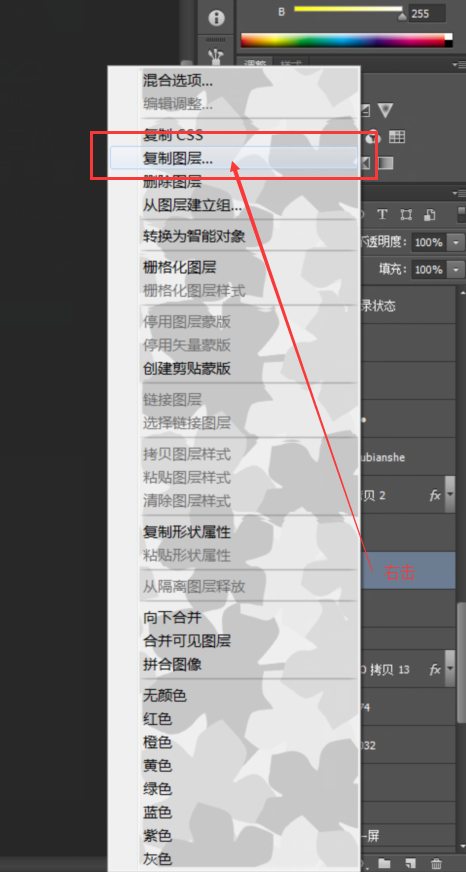 B
255
调整
样式
混合选项...
编辑调整...
复制 CSS
复制图层...
删除图层
从图层建立组...
转换为智能对象
栅格化图层
栅格化图层样式
停用图层蒙版
停用矢量蒙版
创建剪贴蒙版
链接图层
选择链接图层
拷贝图层样式
粘贴图层样式
清除图层样式
复制形状属性
粘贴形状属性
从隔离图层释放
向下合并
合并可见图层
拼合图像
无颜色
红色
橙色
黄色
绿色
蓝色
紫色
灰色
不透明度: 100%
填充: 100%
录状态
ubianshe
贝 2
fx
右击
拷贝 13
fx
74
032
屏